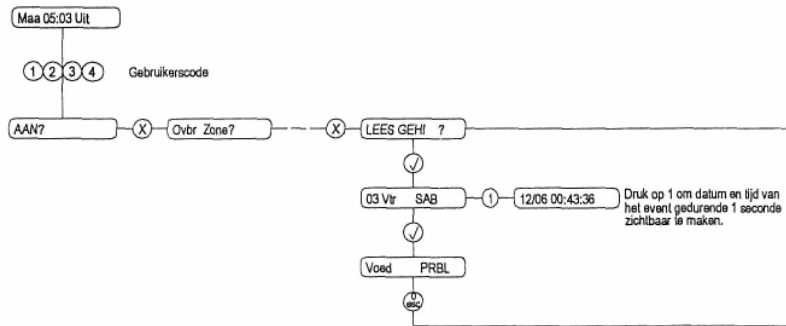 Maa 05:03 Uit
1 2 3 4 Gebruikerscode
AAN? X Ovbr Zone? X LEES GEH! ?
√
03 Vtr SAB 1 12/06 00:43:36 Druk op 1 om datum en tijd van
het event gedurende 1 seconde
zichtbaar te maken.
√
Voed PRBL
0
esc